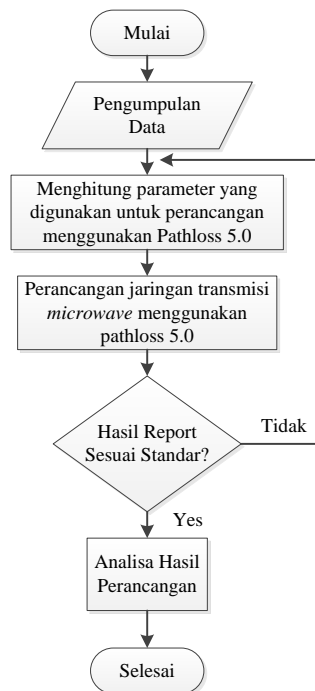 Mulai
Pengumpulan
Data
Menghitung parameter yang
digunakan untuk perancangan
menggunakan Pathloss 5.0
Perancangan jaringan transmisi
microwave menggunakan
pathloss 5.0
Hasil Report
Sesuai Standar?
Tidak
Yes
Analisa Hasil
Perancangan
Selesai